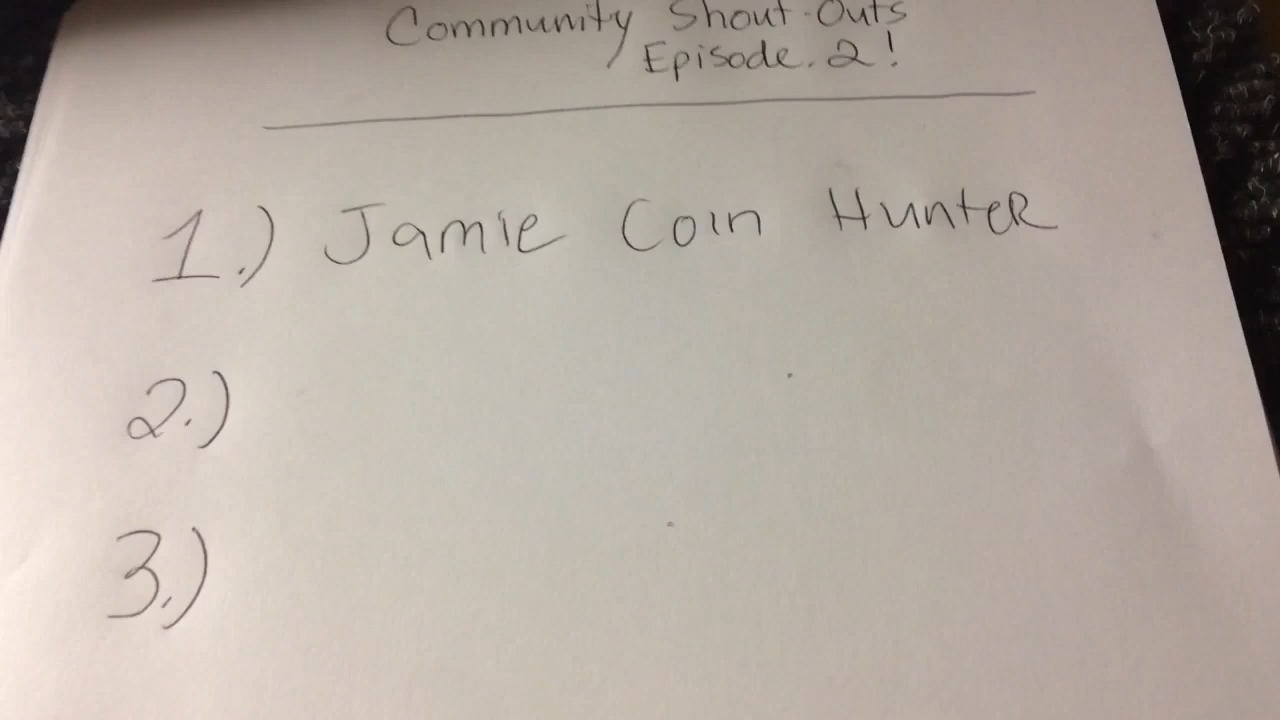 Community Shout-Outs
Episode. 2!
1.) Jamie Coin Hunter
2.)
3.)